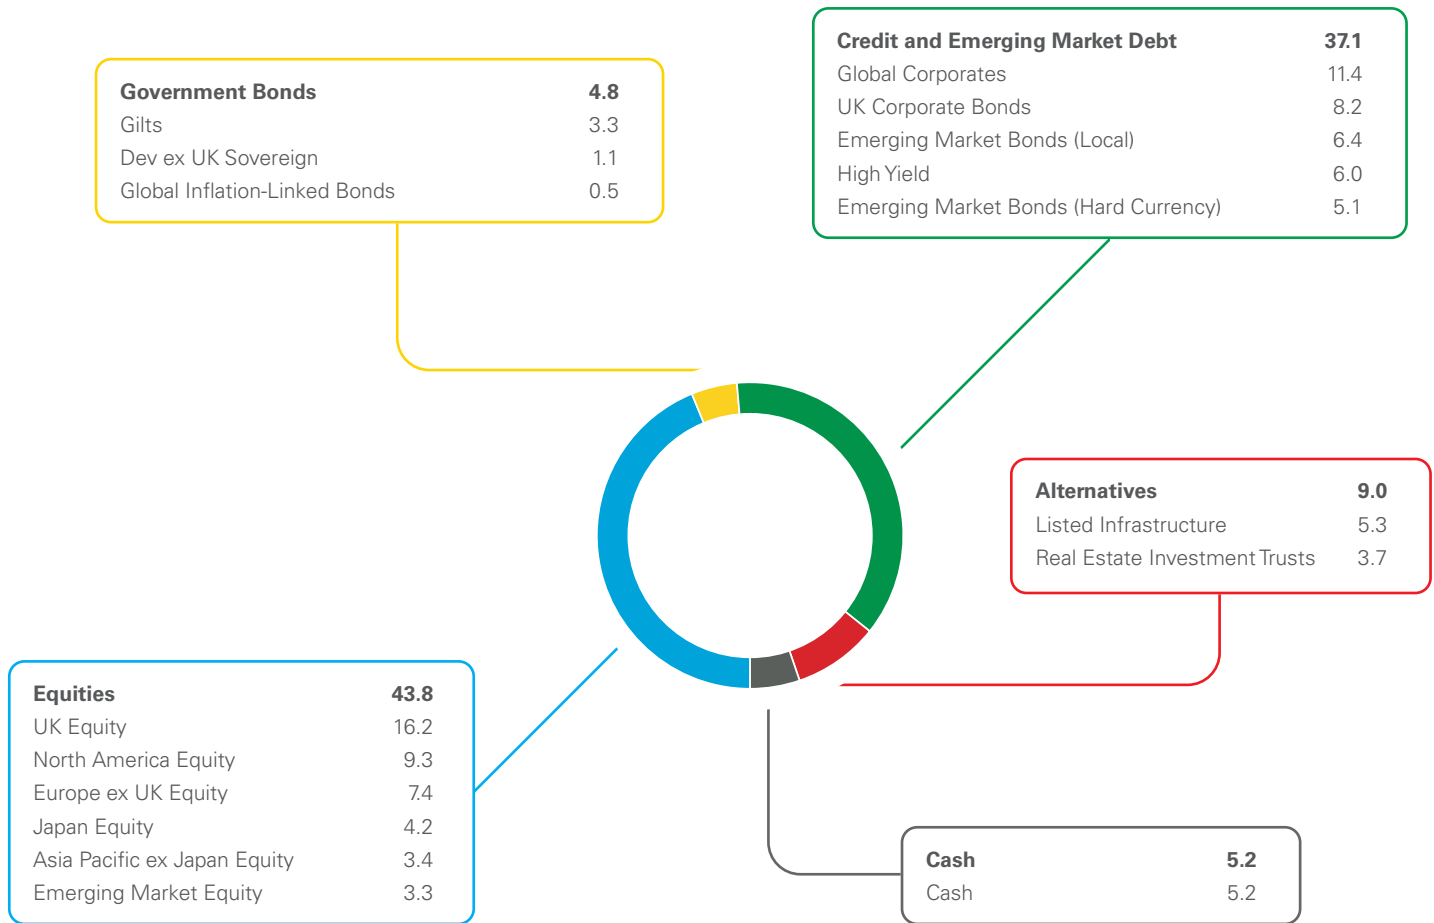 Government Bonds 4.8
Gilts 3.3
Dev ex UK Sovereign 1.1
Global Inflation-Linked Bonds 0.5
Credit and Emerging Market Debt 37.1
Global Corporates 11.4
UK Corporate Bonds 8.2
Emerging Market Bonds (Local) 6.4
High Yield 6.0
Emerging Market Bonds (Hard Currency) 5.1
Alternatives 9.0
Listed Infrastructure 5.3
Real Estate Investment Trusts 3.7
Equities 43.8
UK Equity 16.2
North America Equity 9.3
Europe ex UK Equity 7.4
Japan Equity 4.2
Asia Pacific ex Japan Equity 3.4
Emerging Market Equity 3.3
Cash 5.2
Cash 5.2